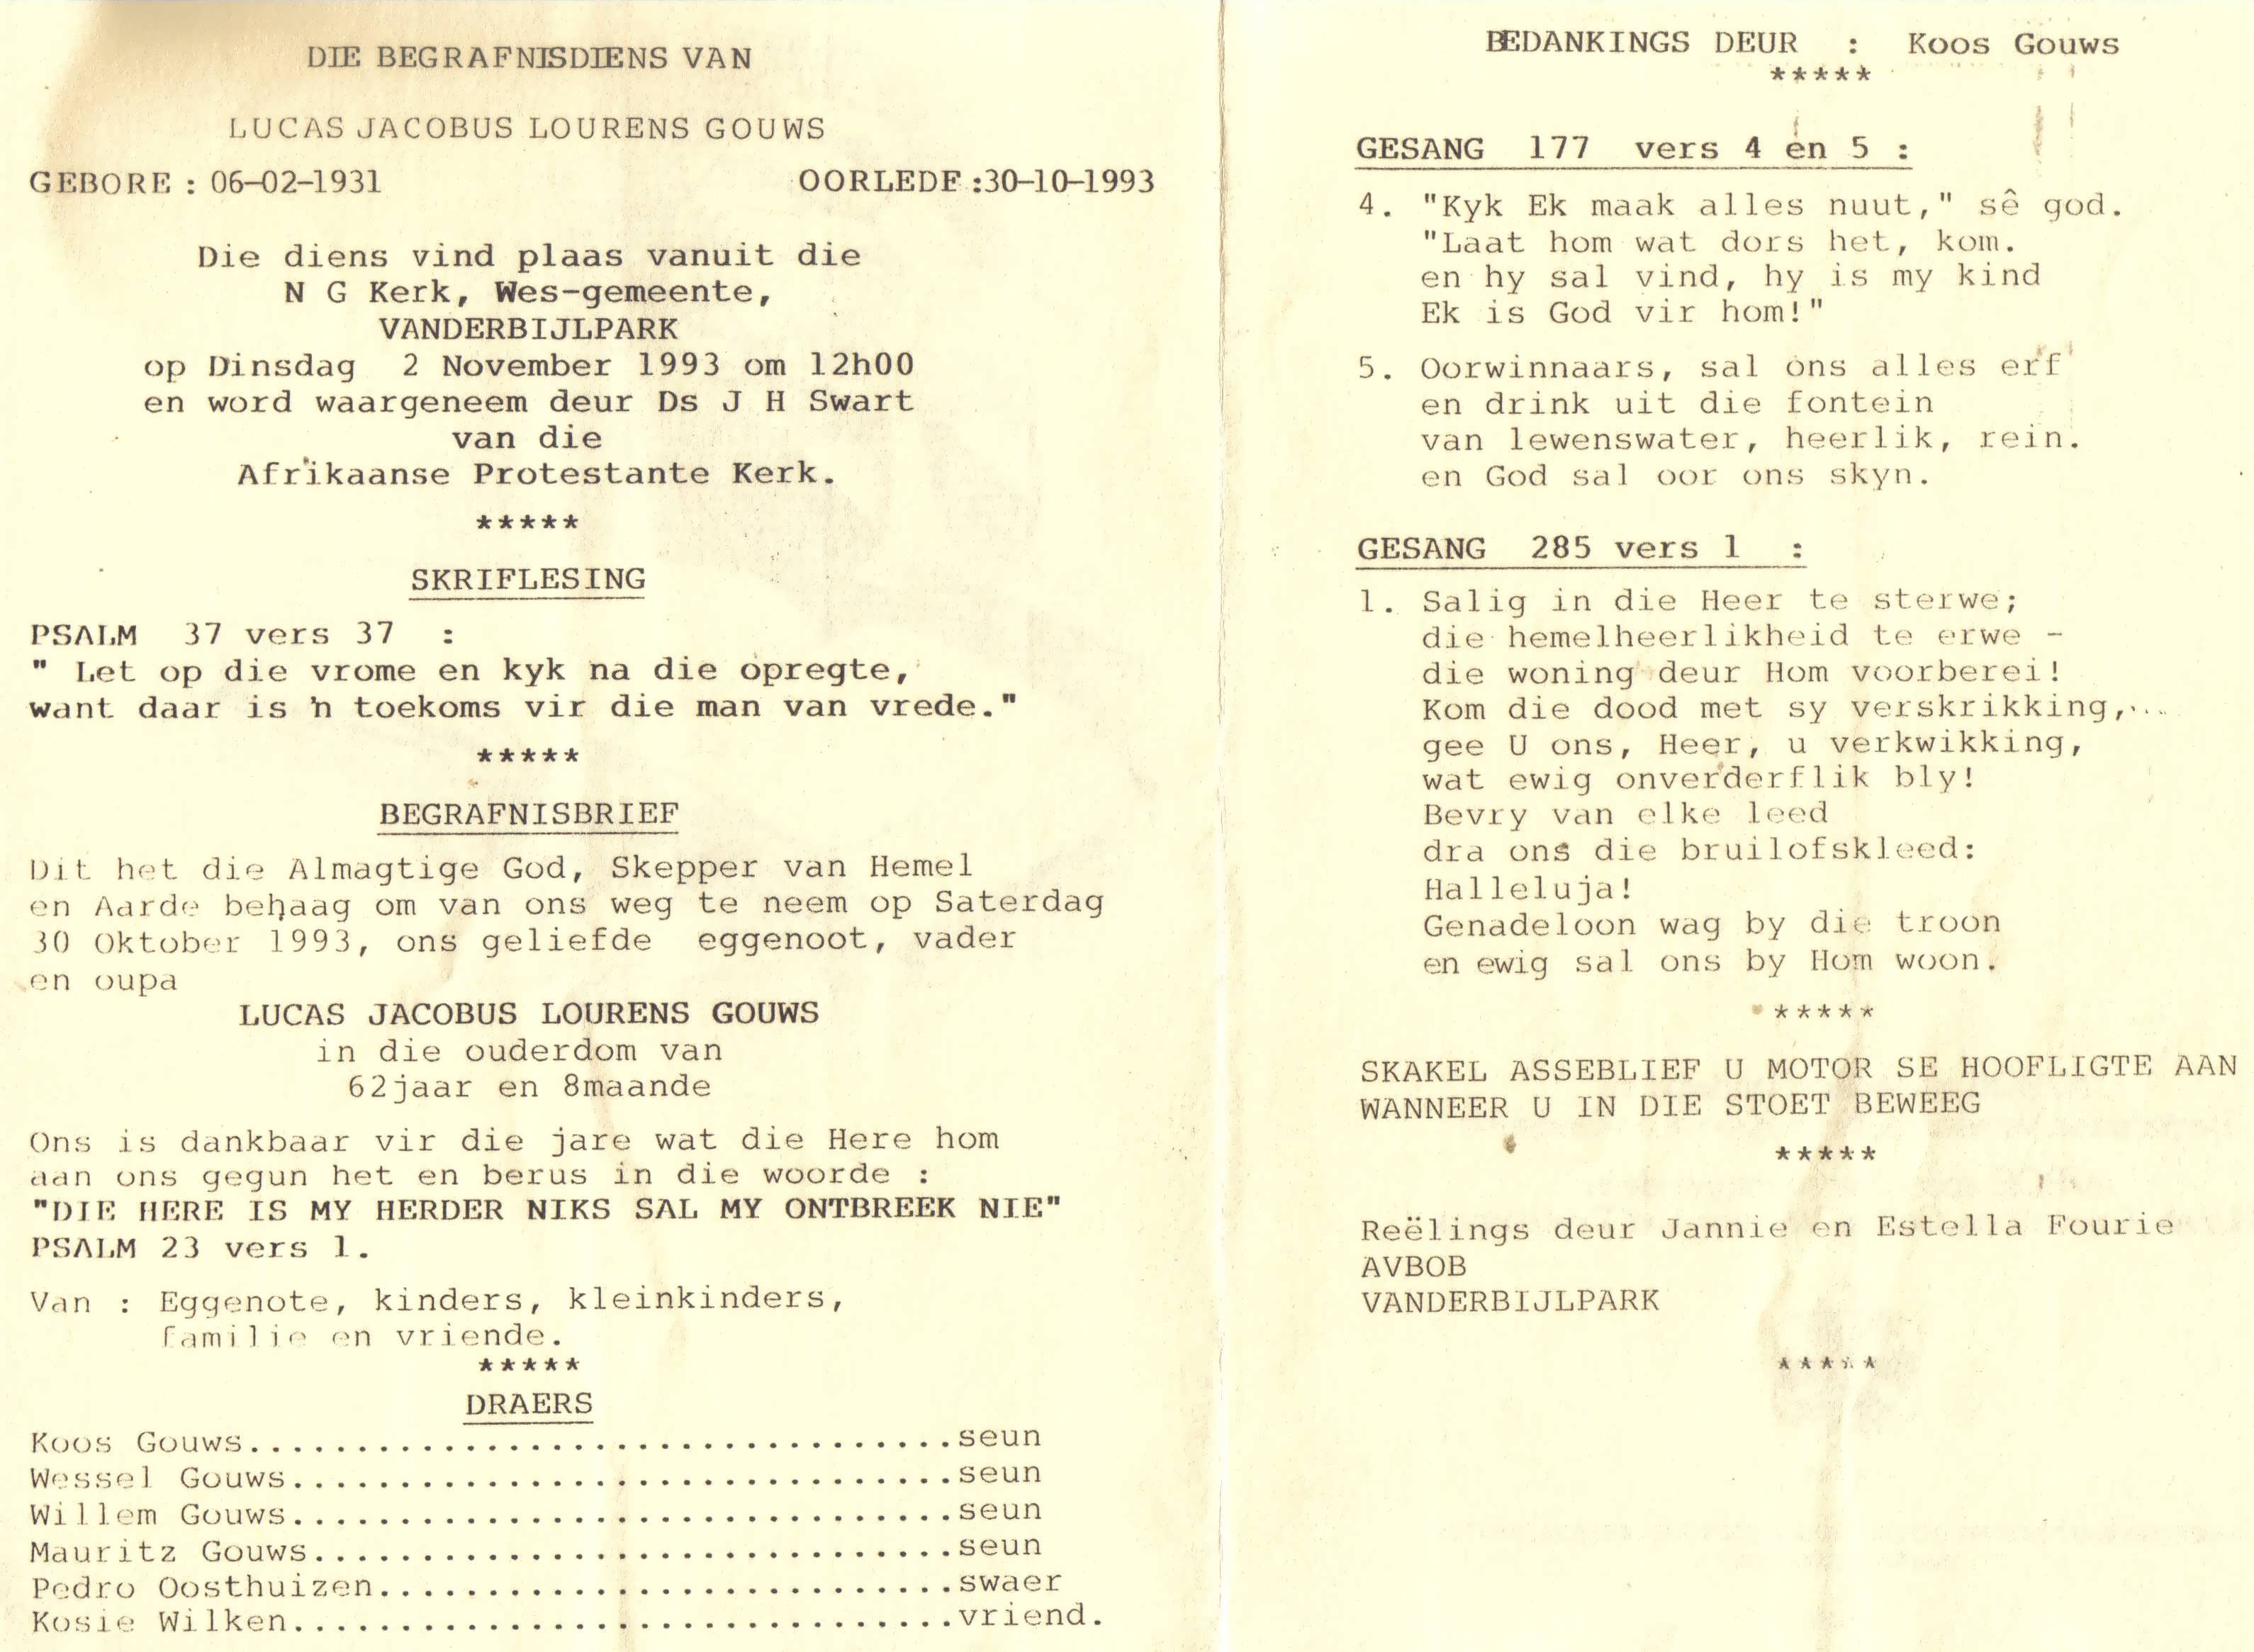 DIE BEGRAFNISDIENS VAN
LUCAS JACOBUS LOURENS GOUWS
GEBORE : 06-02-1931 OORLEDE :30-10-1993
Die diens vind plaas vanuit die
N G Kerk, Wes-gemeente,
VANDERBIJLPARK
op Dinsdag 2 November 1993 om 12h00
en word waargeneem deur Ds J H Swart
van die
Afrikaanse Protestante Kerk.
*****
SKRIFLESING
PSALM 37 vers 37 :
" Let op die vrome en kyk na die opregte,
want daar is 'n toekoms vir die man van vrede."
*****
BEGRAFNISBRIEF
Dit het die Almagtige God, Skepper van Hemel
en Aarde behaag om van ons weg te neem op Saterdag
30 Oktober 1993, ons geliefde eggenoot, vader
en oupa
LUCAS JACOBUS LOURENS GOUWS
in die ouderdom van
62jaar en 8maande
Ons is dankbaar vir die jare wat die Here hom
aan ons gegun het en berus in die woorde :
"DIE HERE IS MY HERDER NIKS SAL MY ONTBREEK NIE"
PSALM 23 vers 1.
Van : Eggenote, kinders, kleinkinders,
familie en vriende.
*****
DRAERS
Koos Gouws.................................seun
Wessel Gouws...............................seun
Willem Gouws...............................seun
Mauritz Gouws..............................seun
Pedro Oosthuizen...........................swaer
Kosie Wilken...............................vriend.
BEDANKINGS DEUR : Koos Gouws
*****
GESANG 177 vers 4 en 5 :
4. "Kyk Ek maak alles nuut," sê god.
"Laat hom wat dors het, kom.
en hy sal vind, hy is my kind
Ek is God vir hom!"
5. Oorwinnaars, sal ons alles erf
en drink uit die fontein
van lewenswater, heerlik, rein.
en God sal oor ons skyn.
GESANG 285 vers 1 :
1. Salig in die Heer te sterwe;
die hemelheerlikheid te erwe -
die woning deur Hom voorberei!
Kom die dood met sy verskrikking,...
gee U ons, Heer, u verkwikking,
wat ewig onverderflik bly!
Bevry van elke leed
dra ons die bruilofskleed:
Halleluja!
Genadeloon wag by die troon
en ewig sal ons by Hom woon.
*****
SKAKEL ASSEBLIEF U MOTOR SE HOOFLIGTE AAN
WANNEER U IN DIE STOET BEWEEG
*****
Reëlings deur Jannie en Estella Fourie
AVBOB
VANDERBIJLPARK
*****